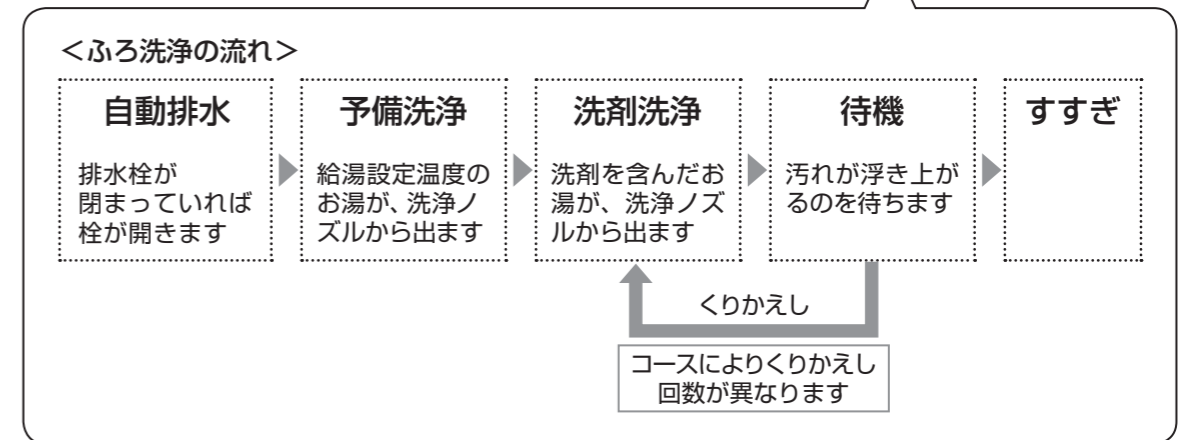 ＜ふろ洗浄の流れ＞
自動排水
排水栓が
閉まっていれば
栓が開きます
予備洗浄
給湯設定温度の
お湯が、洗浄ノ
ズルから出ます
洗剤洗浄
洗剤を含んだお
湯が、洗浄ノズ
ルから出ます
待機
汚れが浮き上が
るのを待ちます
すすぎ
くりかえし
コースによりくりかえし
回数が異なります